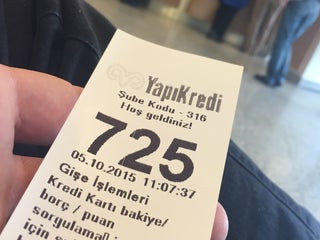 YapıKredi
Şube Kodu - 316
Hoş geldiniz!
725
05.10.2015 11:07:37
Gişe İşlemleri
Kredi Kartı bakiye/
borç / puan
sorgulama
için